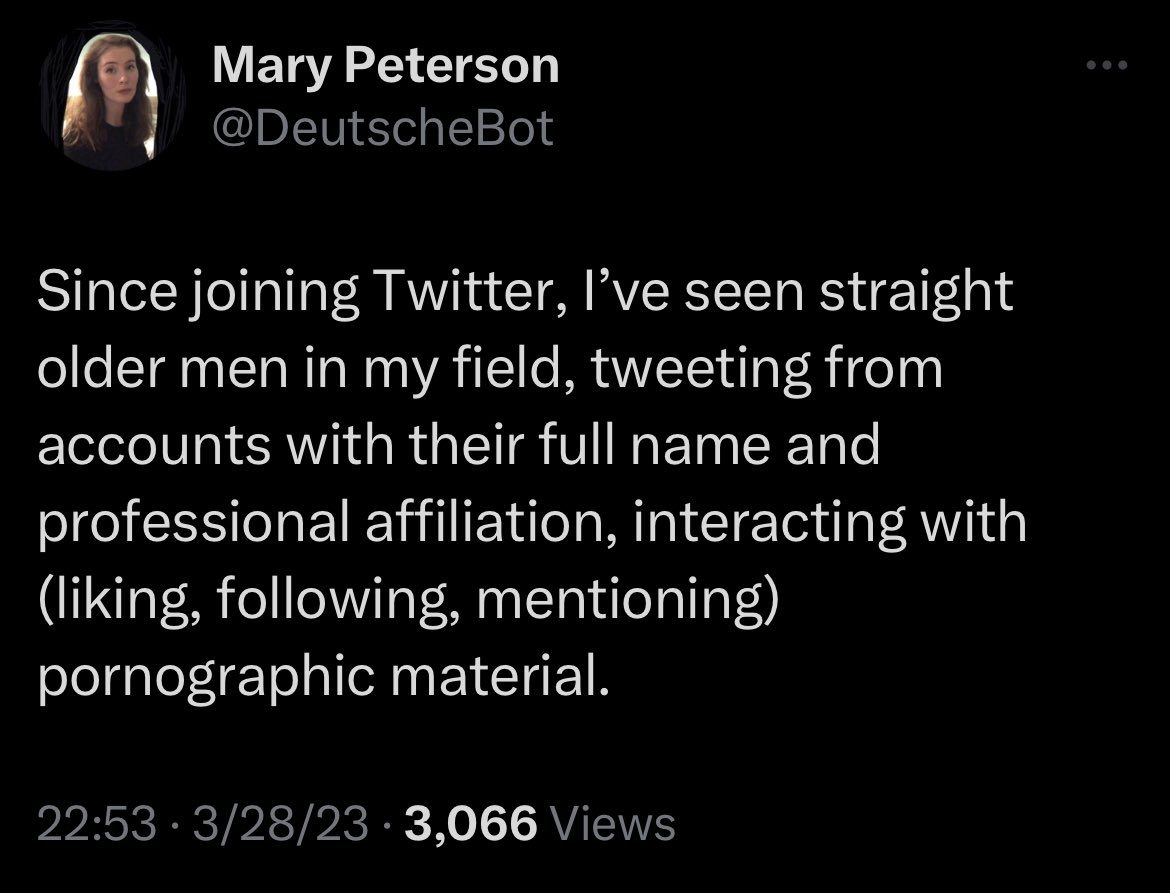 Mary Peterson
@DeutscheBot
Since joining Twitter, I’ve seen straight
older men in my field, tweeting from
accounts with their full name and
professional affiliation, interacting with
(liking, following, mentioning)
pornographic material.
22:53 · 3/28/23 · 3,066 Views